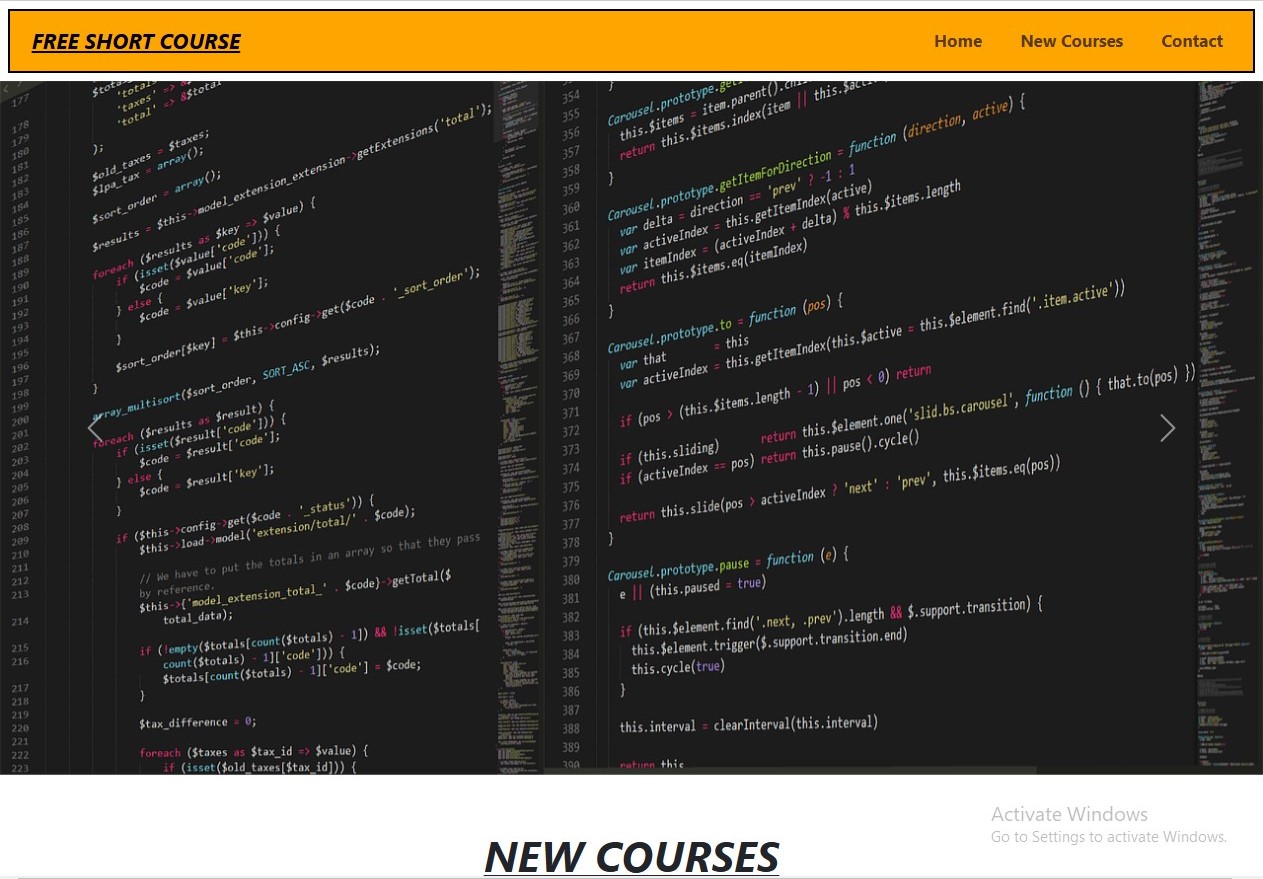 FREE SHORT COURSE
Home New Courses Contact
177
178
179
180
181
182
183
184
185
186
187
188
189
190
191
192
193
194
195
196
197
198
199
200
201
202
203
204
205
206
207
208
209
210
211
212
213
214
215
216
217
218
219
220
221
222
223
'taxes' => &$tota
'total' => &$total
);
$old_taxes = $taxes;
$lpa_tax = array();
$sort_order = array();
$results = $this->model_extension_extension->getExtensions('total');
foreach ($results as $key => $value) {
if (isset($value['code'])) {
$code = $value['code'];
} else {
$code = $value['key'];
}
$sort_order[$key] = $this->config->get($code . '_sort_order');
}
array_multisort($sort_order, SORT_ASC, $results);
foreach ($results as $result) {
if (isset($result['code'])) {
$code = $result['code'];
} else {
$code = $result['key'];
}
if ($this->config->get($code . '_status')) {
$this->load->model('extension/total/' . $code);
// We have to put the totals in an array so that they pass
by reference.
$this->{'model_extension_total_' . $code}->getTotal($
total_data);
if (!empty($totals[count($totals) - 1]) && !isset($totals[
count($totals) - 1]['code'])) {
$totals[count($totals) - 1]['code'] = $code;
}
$tax_difference = 0;
foreach ($taxes as $tax_id => $value) {
if (isset($old_taxes[$tax_id])) {
354
355
356
357
358
359
360
361
362
363
364
365
366
367
368
369
370
371
372
373
374
375
376
377
378
379
380
381
382
383
384
385
386
387
388
389
390
}
Carousel.prototype.get
this.$items = item.parent().chil
return this.$items.index(item || this.$ac
}
Carousel.prototype.getItemForDirection = function (direction, active) {
var delta = direction == 'prev' ? -1 : 1
var activeIndex = this.getItemIndex(active)
var itemIndex = (activeIndex + delta) % this.$items.length
return this.$items.eq(itemIndex)
}
Carousel.prototype.to = function (pos) {
var that = this
var activeIndex = this.getItemIndex(this.$active = this.$element.find('.item.active'))
if (pos > (this.$items.length - 1) || pos < 0) return
if (this.sliding) return this.$element.one('slid.bs.carousel', function () { that.to(pos) })
if (activeIndex == pos) return this.pause().cycle()
return this.slide(pos > activeIndex ? 'next' : 'prev', this.$items.eq(pos))
}
Carousel.prototype.pause = function (e) {
e || (this.paused = true)
if (this.$element.find('.next, .prev').length && $.support.transition) {
this.$element.trigger($.support.transition.end)
this.cycle(true)
}
this.interval = clearInterval(this.interval)
return this
Activate Windows
Go to Settings to activate Windows.
NEW COURSES